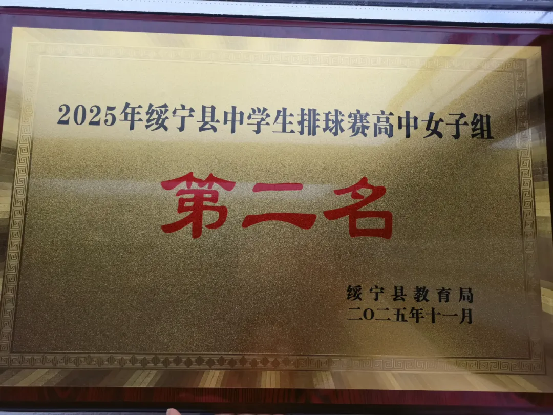 2025年绥宁县中学生排球赛高中女子组
第二名
绥宁县教育局
二〇二五年十一月